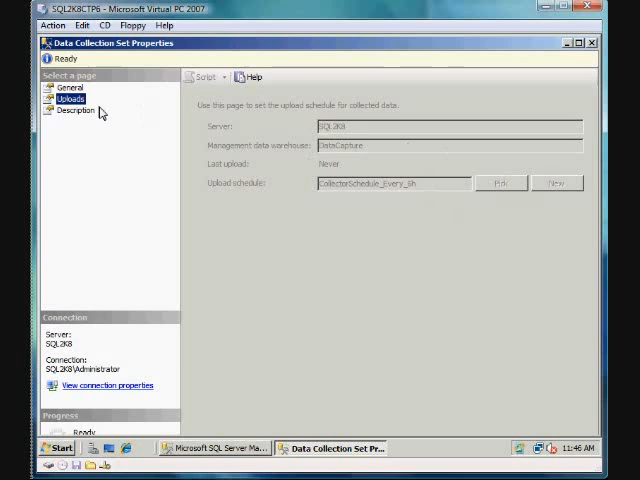 SQL2K8CTP6 - Microsoft Virtual PC 2007
Action Edit CD Floppy Help
Data Collection Set Properties
Ready
Select a page
General
Uploads
Description
Script Help
Use this page to set the upload schedule for collected data.
Server: SQL2K8
Management data warehouse: DataCapture
Last upload: Never
Upload schedule: CollectorSchedule_Every_6h Pick New
Connection
Server:
SQL2K8
Connection:
SQL2K8\Administrator
View connection properties
Progress
Ready
Start Microsoft SQL Server Ma... Data Collection Set Pr... 11:46 AM